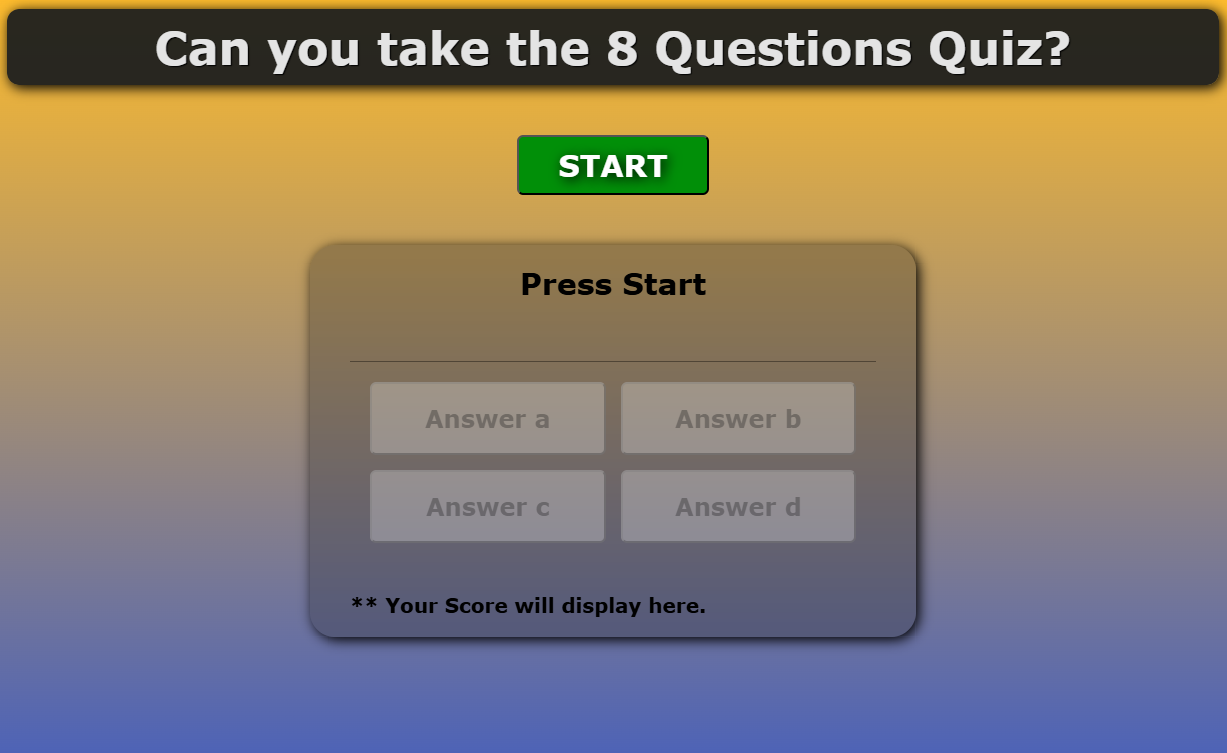 Can you take the 8 Questions Quiz?
START
Press Start
Answer a
Answer b
Answer c
Answer d
** Your Score will display here.